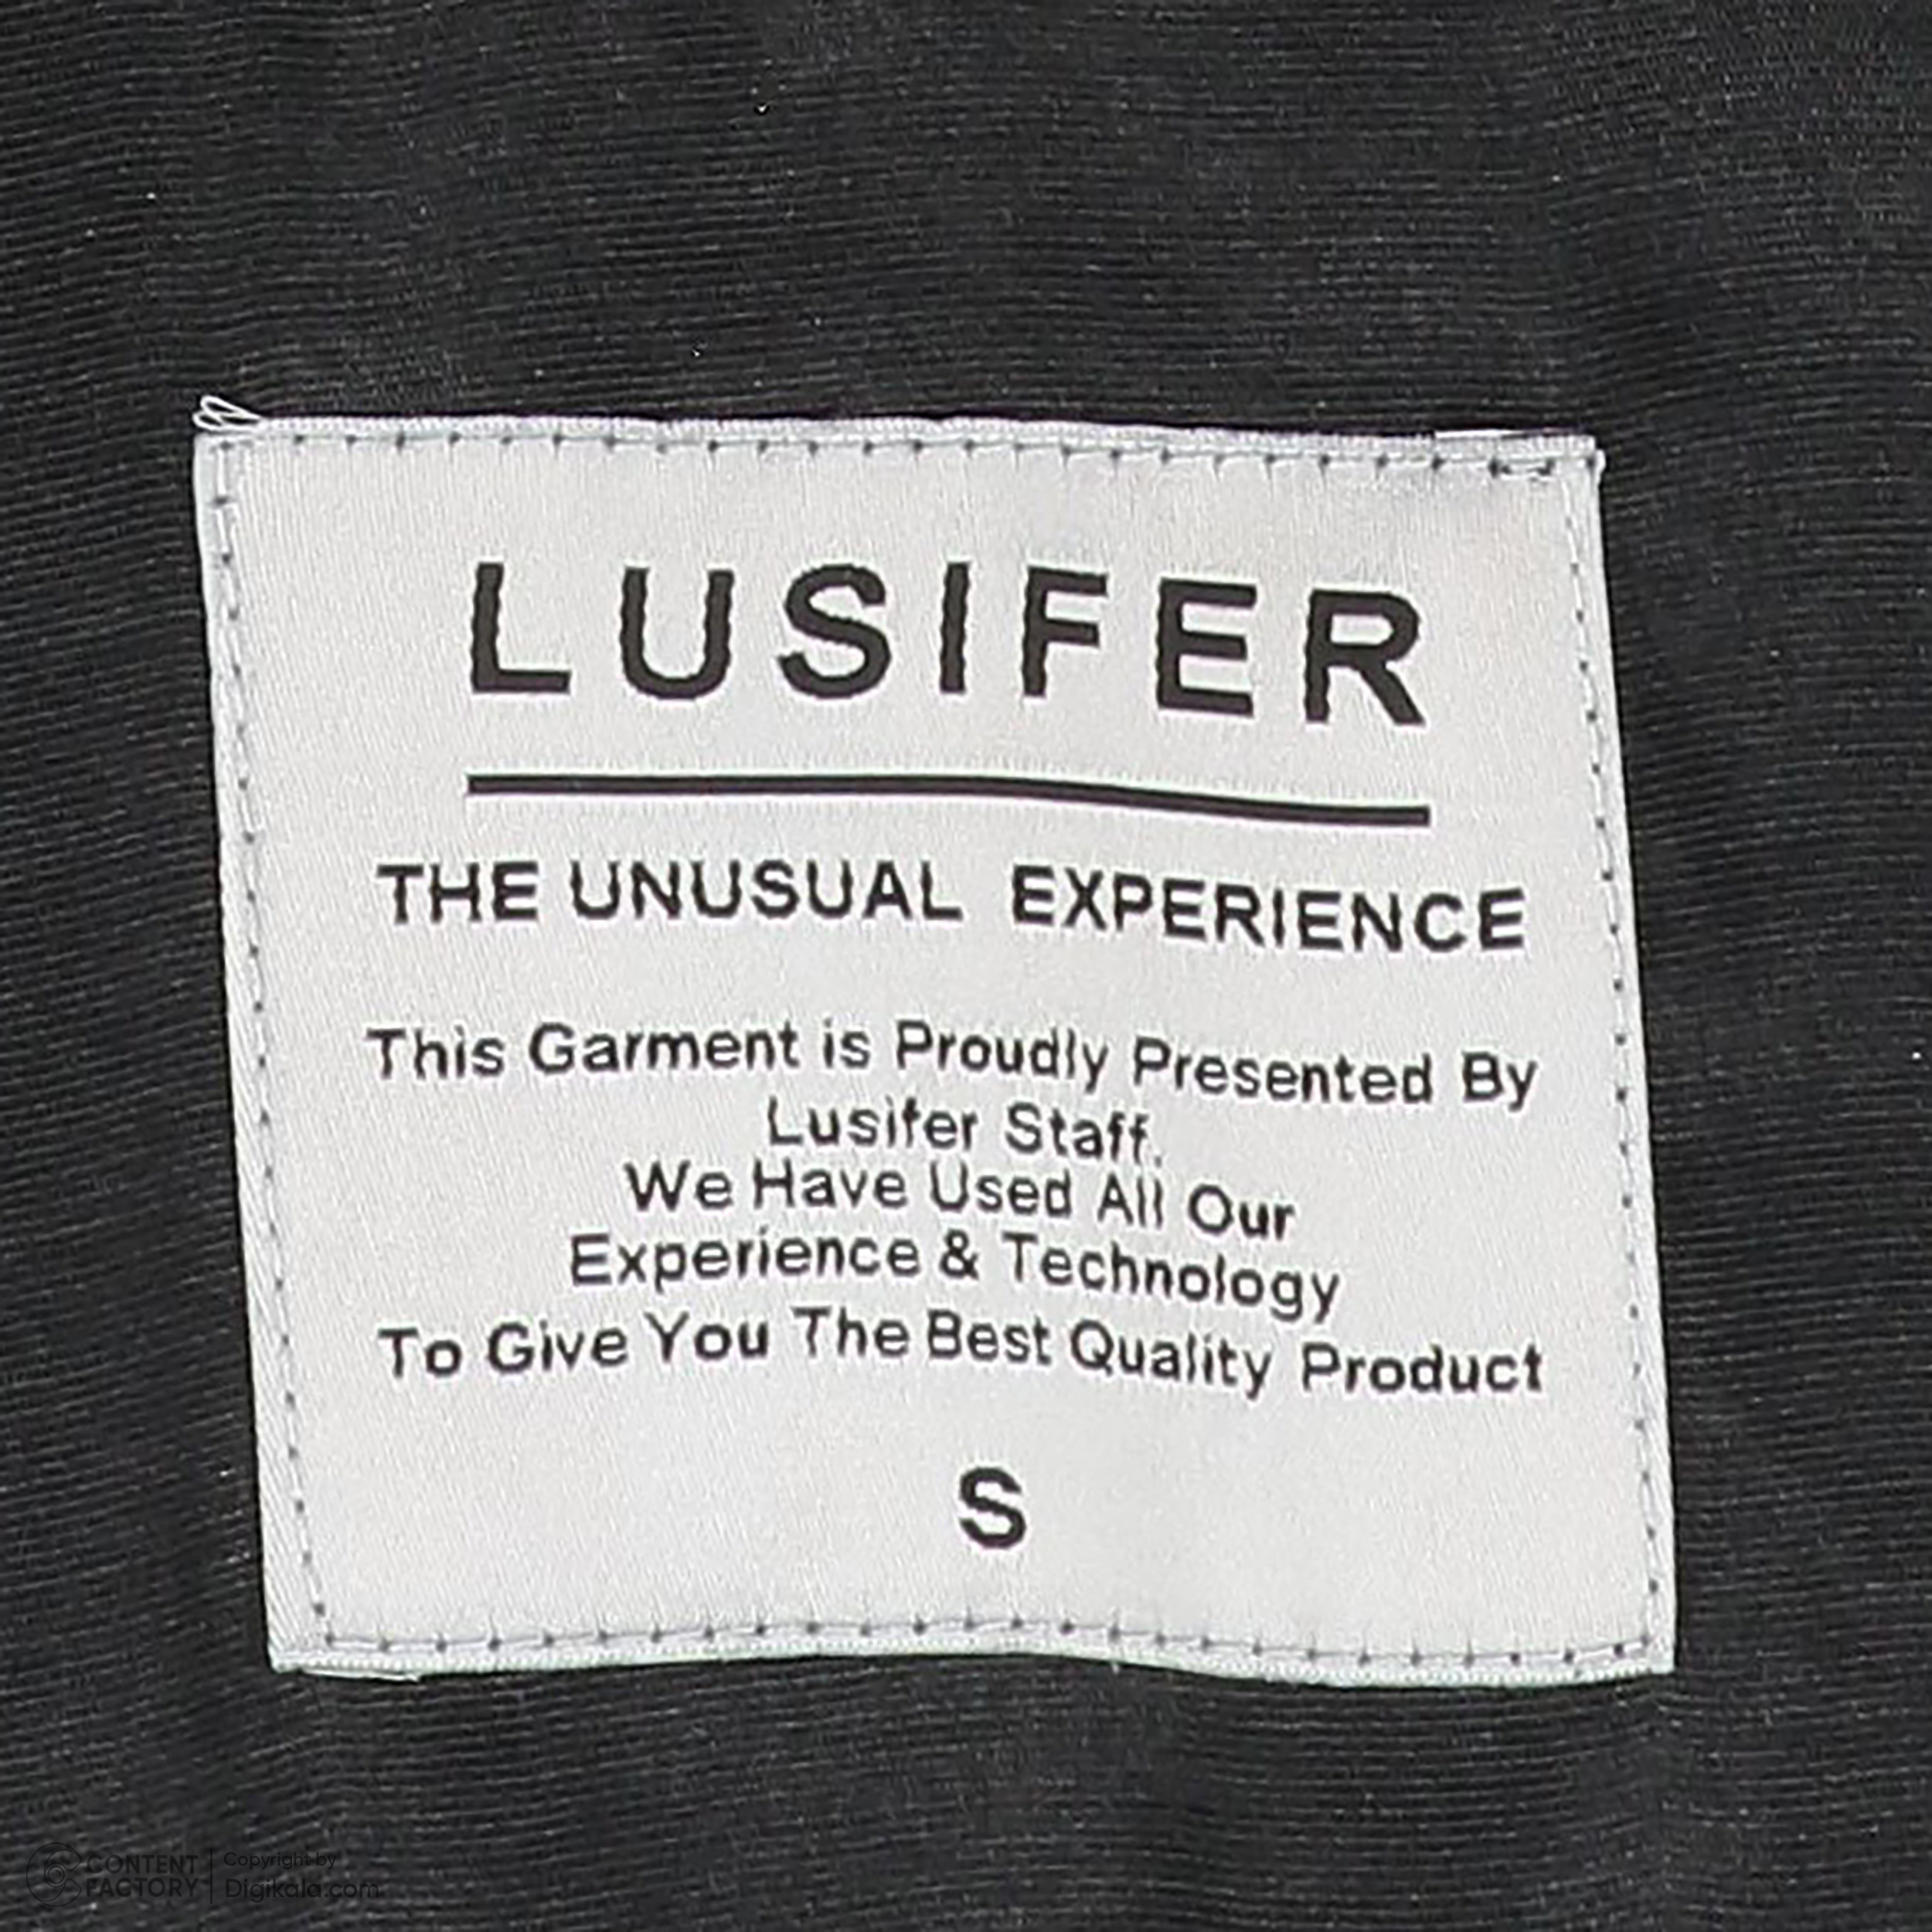 LUSIFER
THE UNUSUAL EXPERIENCE
This Garment is Proudly Presented By
Lusifer Staff.
We Have Used All Our
Experience & Technology
To Give You The Best Quality Product
S
CONTENT FACTORY
Copyright by
Digikala.com